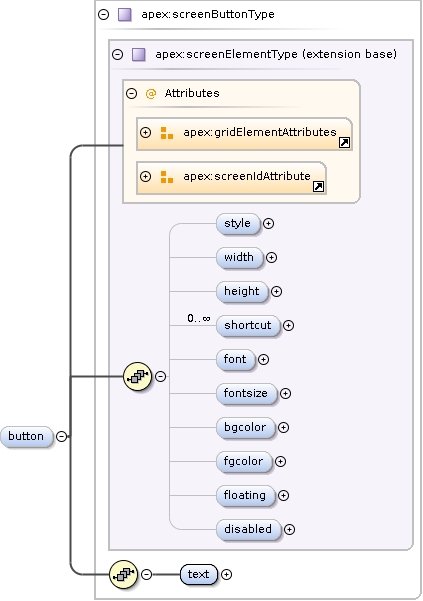 apex:screenButtonType
apex:screenElementType (extension base)
@ Attributes
apex:gridElementAttributes
apex:screenIdAttribute
style
width
height
0..∞
shortcut
font
fontsize
bgcolor
fgcolor
floating
disabled
button
text